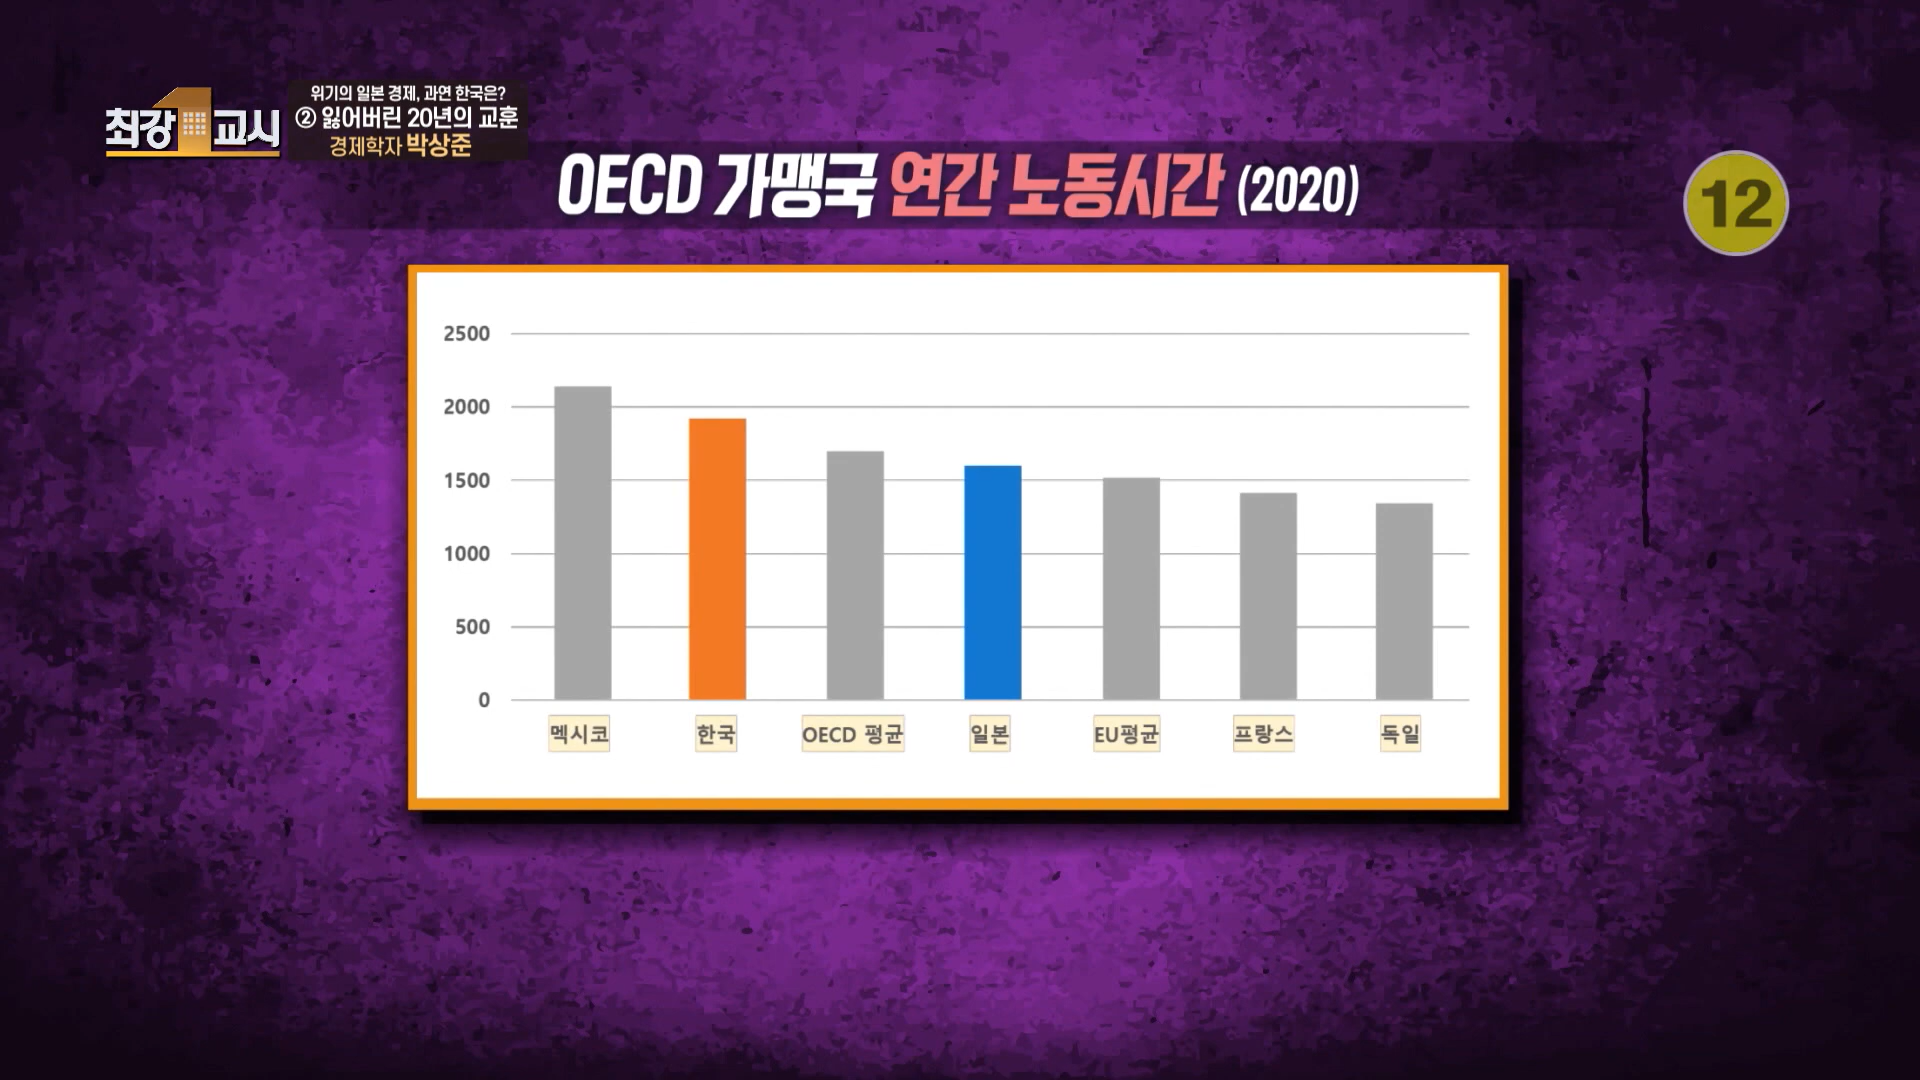 최강1교시
위기의 일본 경제, 과연 한국은?
② 잃어버린 20년의 교훈
경제학자 박상준
OECD 가맹국 연간 노동시간 (2020)
12
2500
2000
1500
1000
500
0
멕시코 한국 OECD 평균 일본 EU평균 프랑스 독일